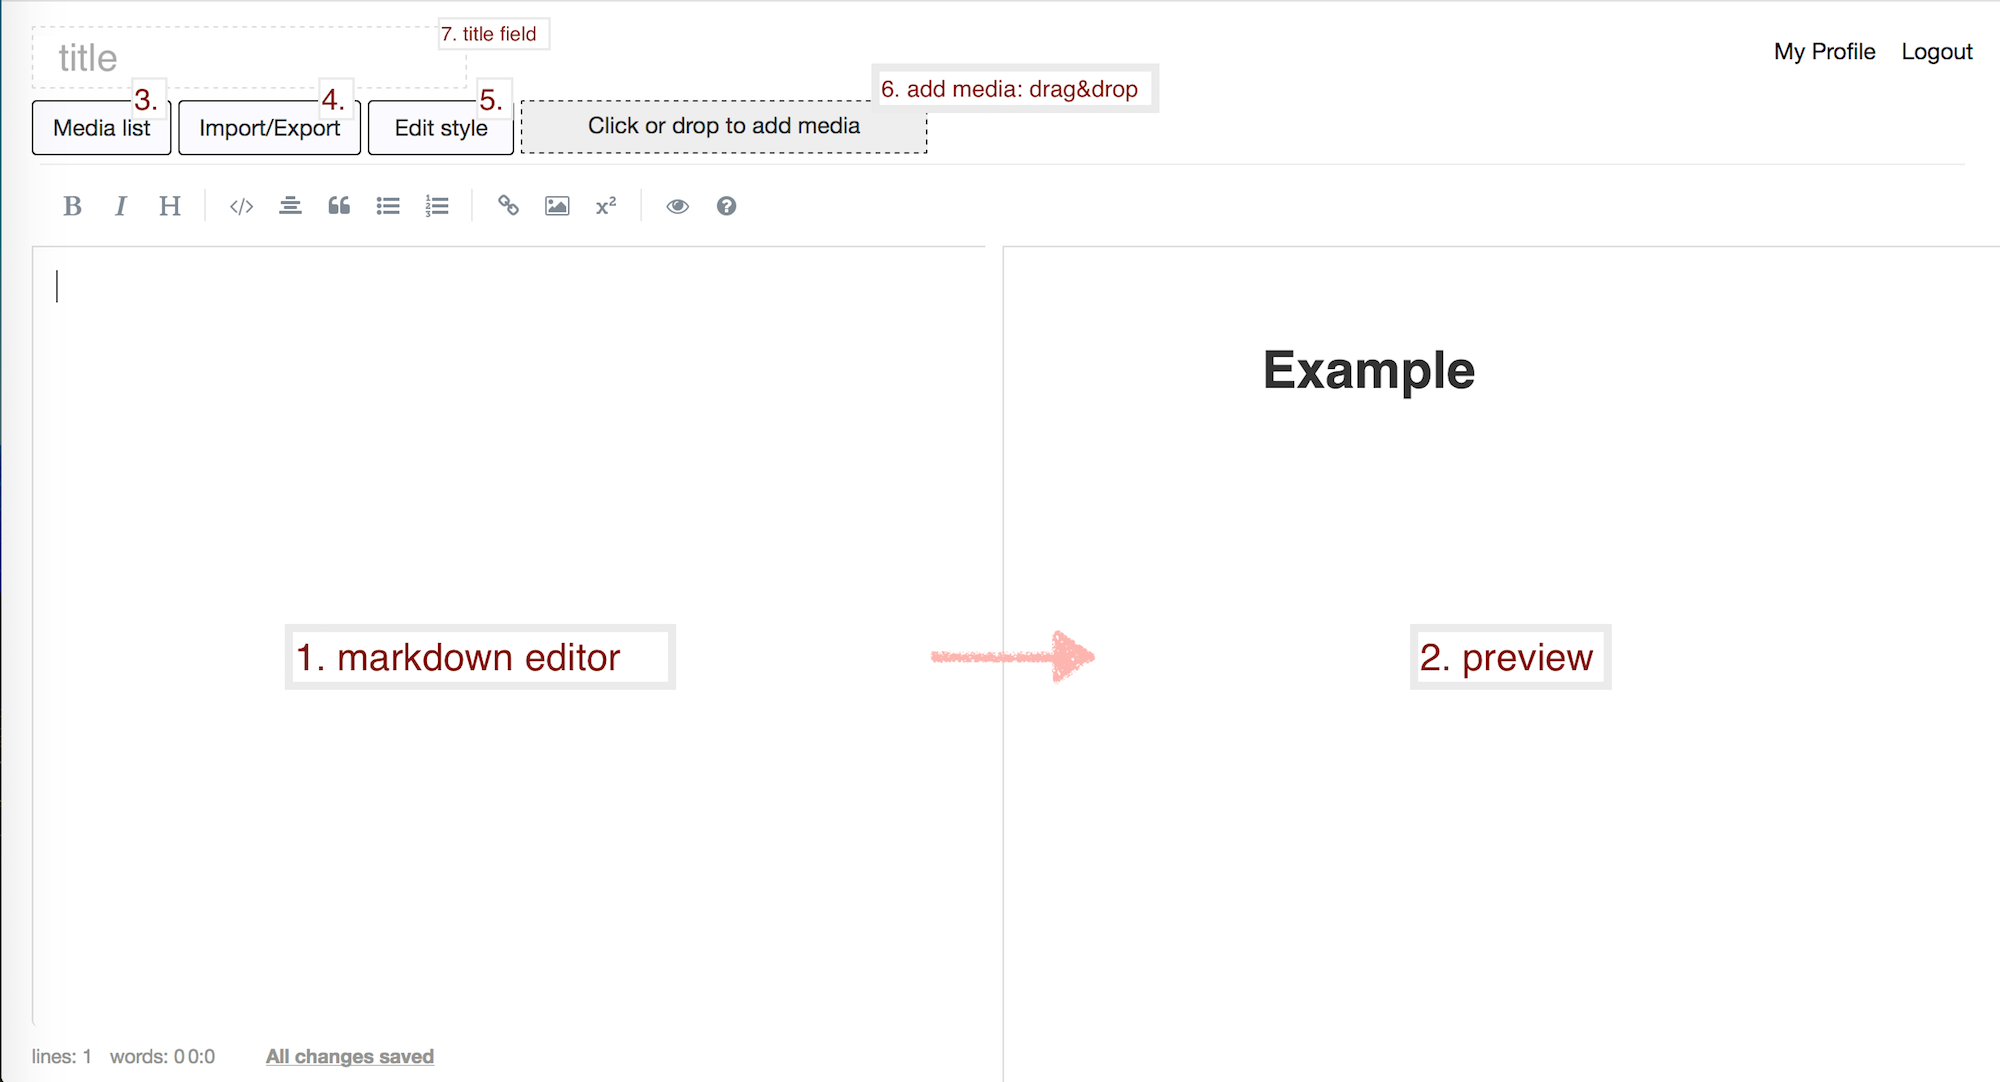 7. title field
title
My Profile Logout
3.
4.
5.
6. add media: drag&drop
Media list
Import/Export
Edit style
Click or drop to add media
B I H </> x²
Example
1. markdown editor
2. preview
lines: 1 words: 0 0:0 All changes saved